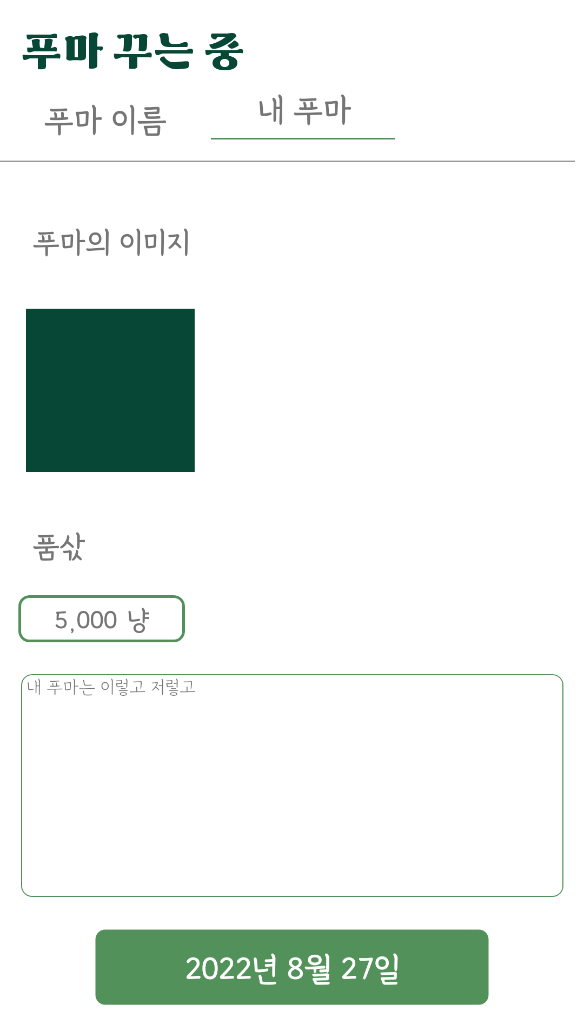 푸마 꾸는 중
푸마 이름
내 푸마
푸마의 이미지
품삯
5,000 냥
내 푸마는 이렇고 저렇고
2022년 8월 27일